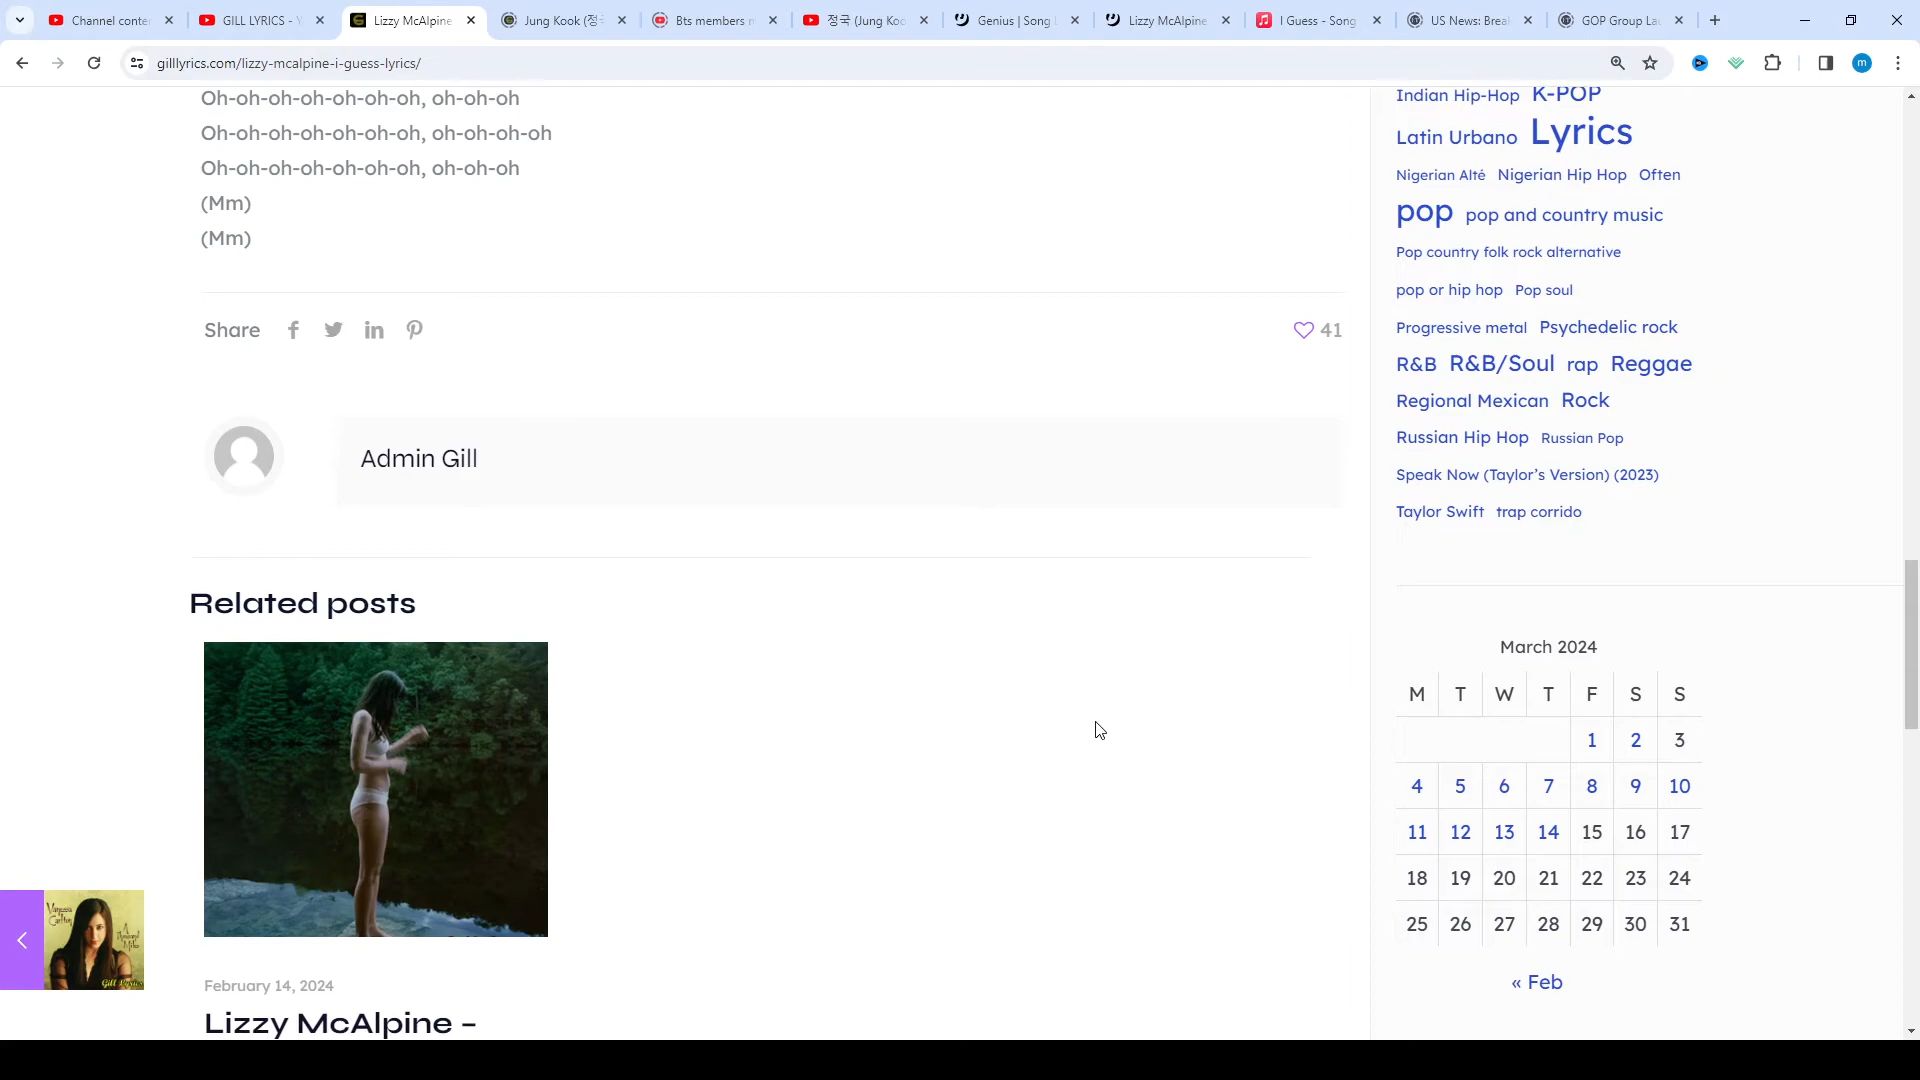 Channel conte
GILL LYRICS - Y
Lizzy McAlpine
Jung Kook (정국
Bts members
정국 (Jung Koo
Genius | Song
Lizzy McAlpine
I Guess - Song
US News: Brea
GOP Group La
gilllyrics.com/lizzy-mcalpine-i-guess-lyrics/
m
Oh-oh-oh-oh-oh-oh-oh, oh-oh-oh
Oh-oh-oh-oh-oh-oh-oh, oh-oh-oh-oh
Oh-oh-oh-oh-oh-oh-oh, oh-oh-oh
(Mm)
(Mm)
Share
41
Admin Gill
Related posts
February 14, 2024
Lizzy McAlpine –
Vanessa
Carlton
Gill Lyrics
Indian Hip-Hop K-POP
Latin Urbano Lyrics
Nigerian Alté Nigerian Hip Hop Often
pop pop and country music
Pop country folk rock alternative
pop or hip hop Pop soul
Progressive metal Psychedelic rock
R&B R&B/Soul rap Reggae
Regional Mexican Rock
Russian Hip Hop Russian Pop
Speak Now (Taylor's Version) (2023)
Taylor Swift trap corrido
March 2024
M T W T F S S
1 2 3
4 5 6 7 8 9 10
11 12 13 14 15 16 17
18 19 20 21 22 23 24
25 26 27 28 29 30 31
« Feb